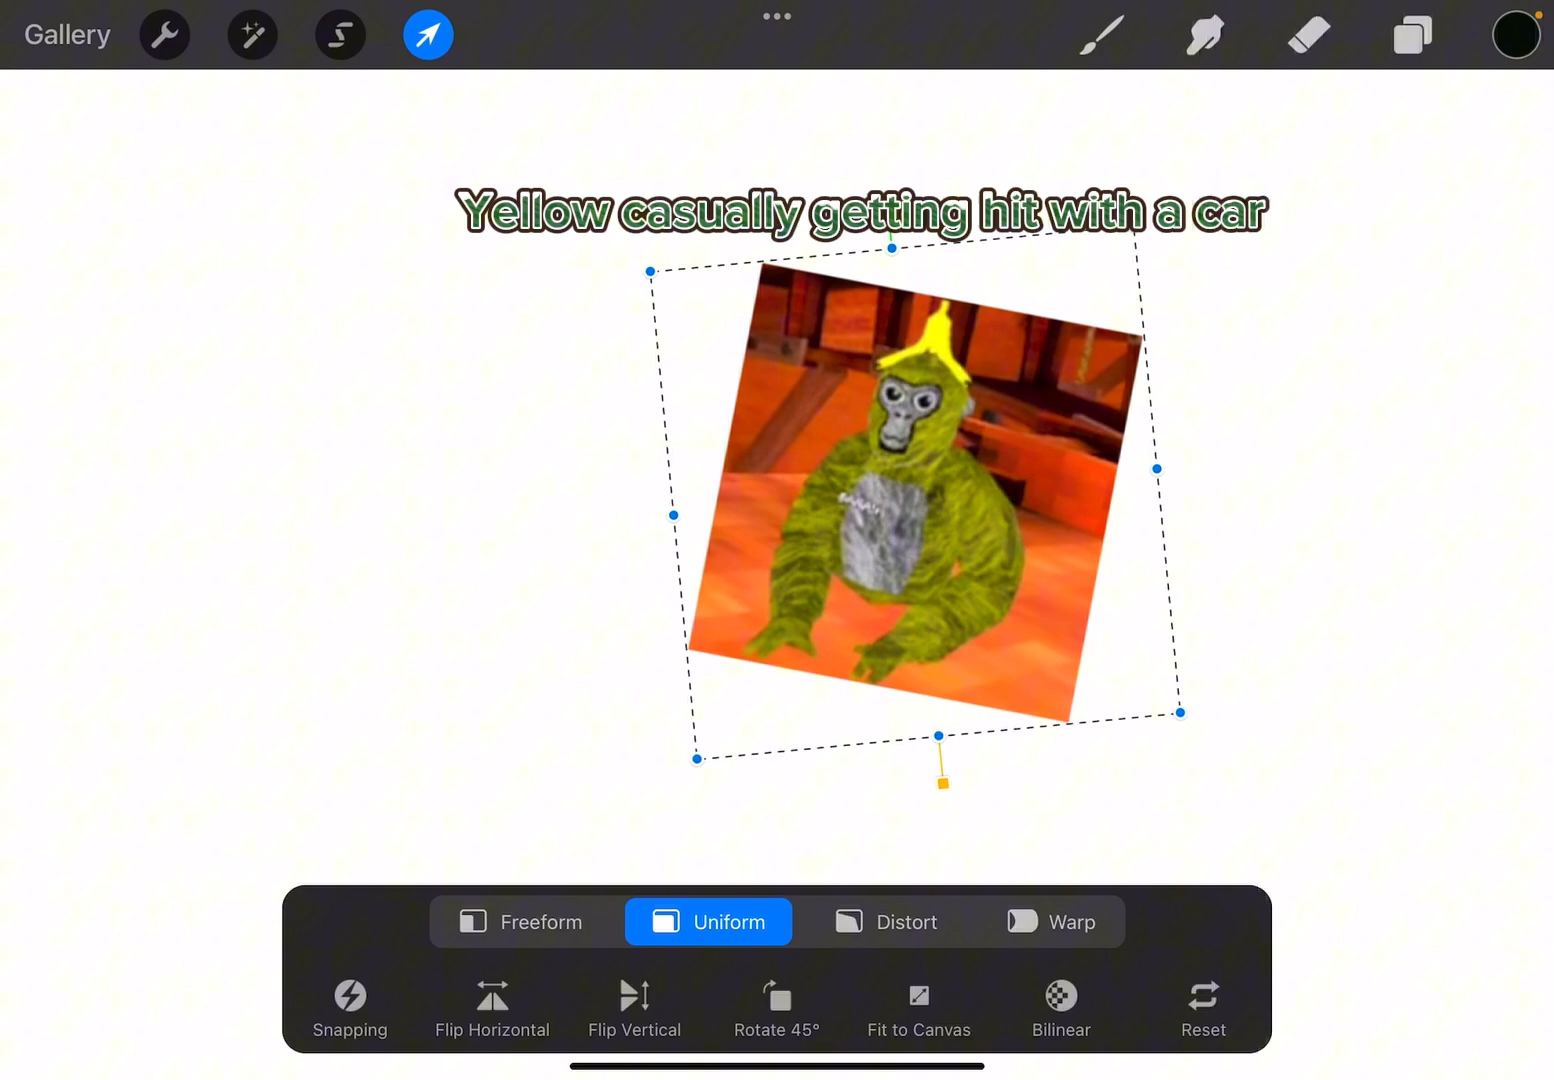 Gallery
Yellow casually getting hit with a car
Freeform
Uniform
Distort
Warp
Snapping
Flip Horizontal
Flip Vertical
Rotate 45°
Fit to Canvas
Bilinear
Reset